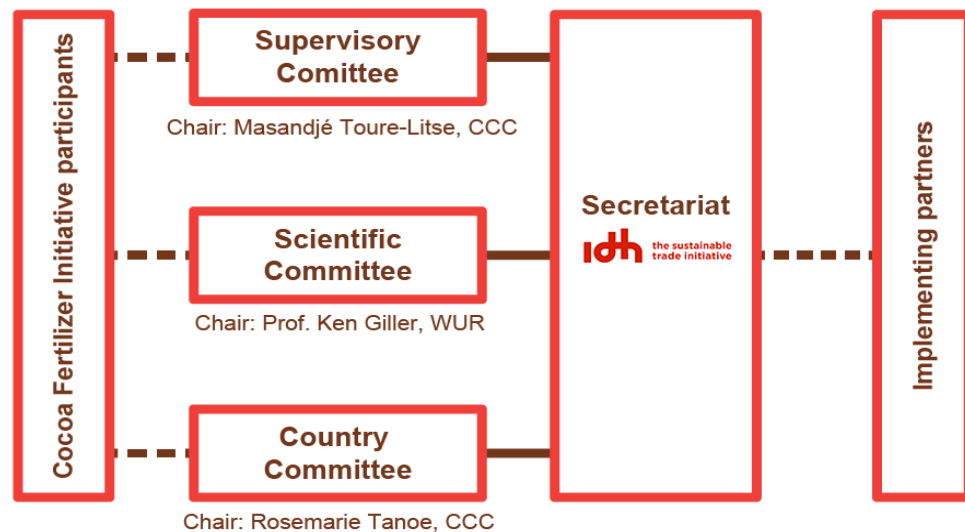 Cocoa Fertilizer Initiative participants
Supervisory
Comittee
Chair: Masandjé Toure-Litse, CCC
Scientific
Committee
Chair: Prof. Ken Giller, WUR
Country
Committee
Chair: Rosemarie Tanoe, CCC
Secretariat
idh the sustainable
trade initiative
Implementing partners